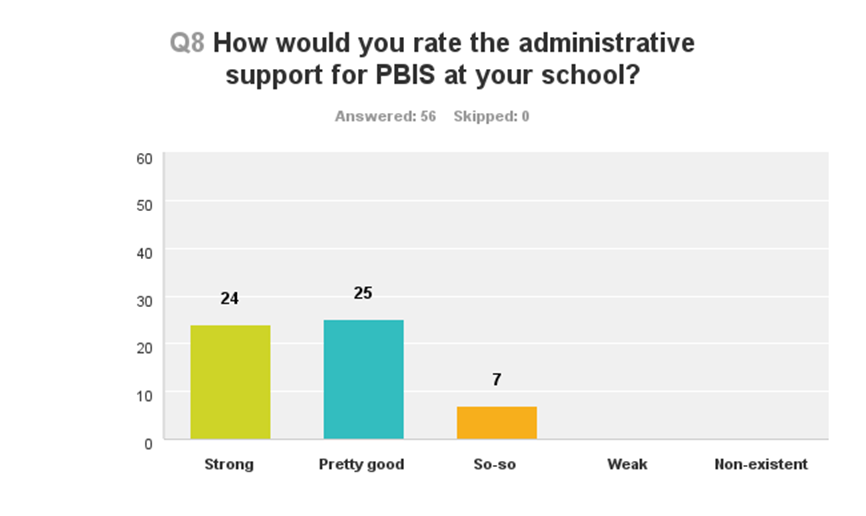 Q8 How would you rate the administrative
support for PBIS at your school?
Answered: 56 Skipped: 0
60
50
40
30
20
10
0
24
25
7
Strong Pretty good So-so Weak Non-existent